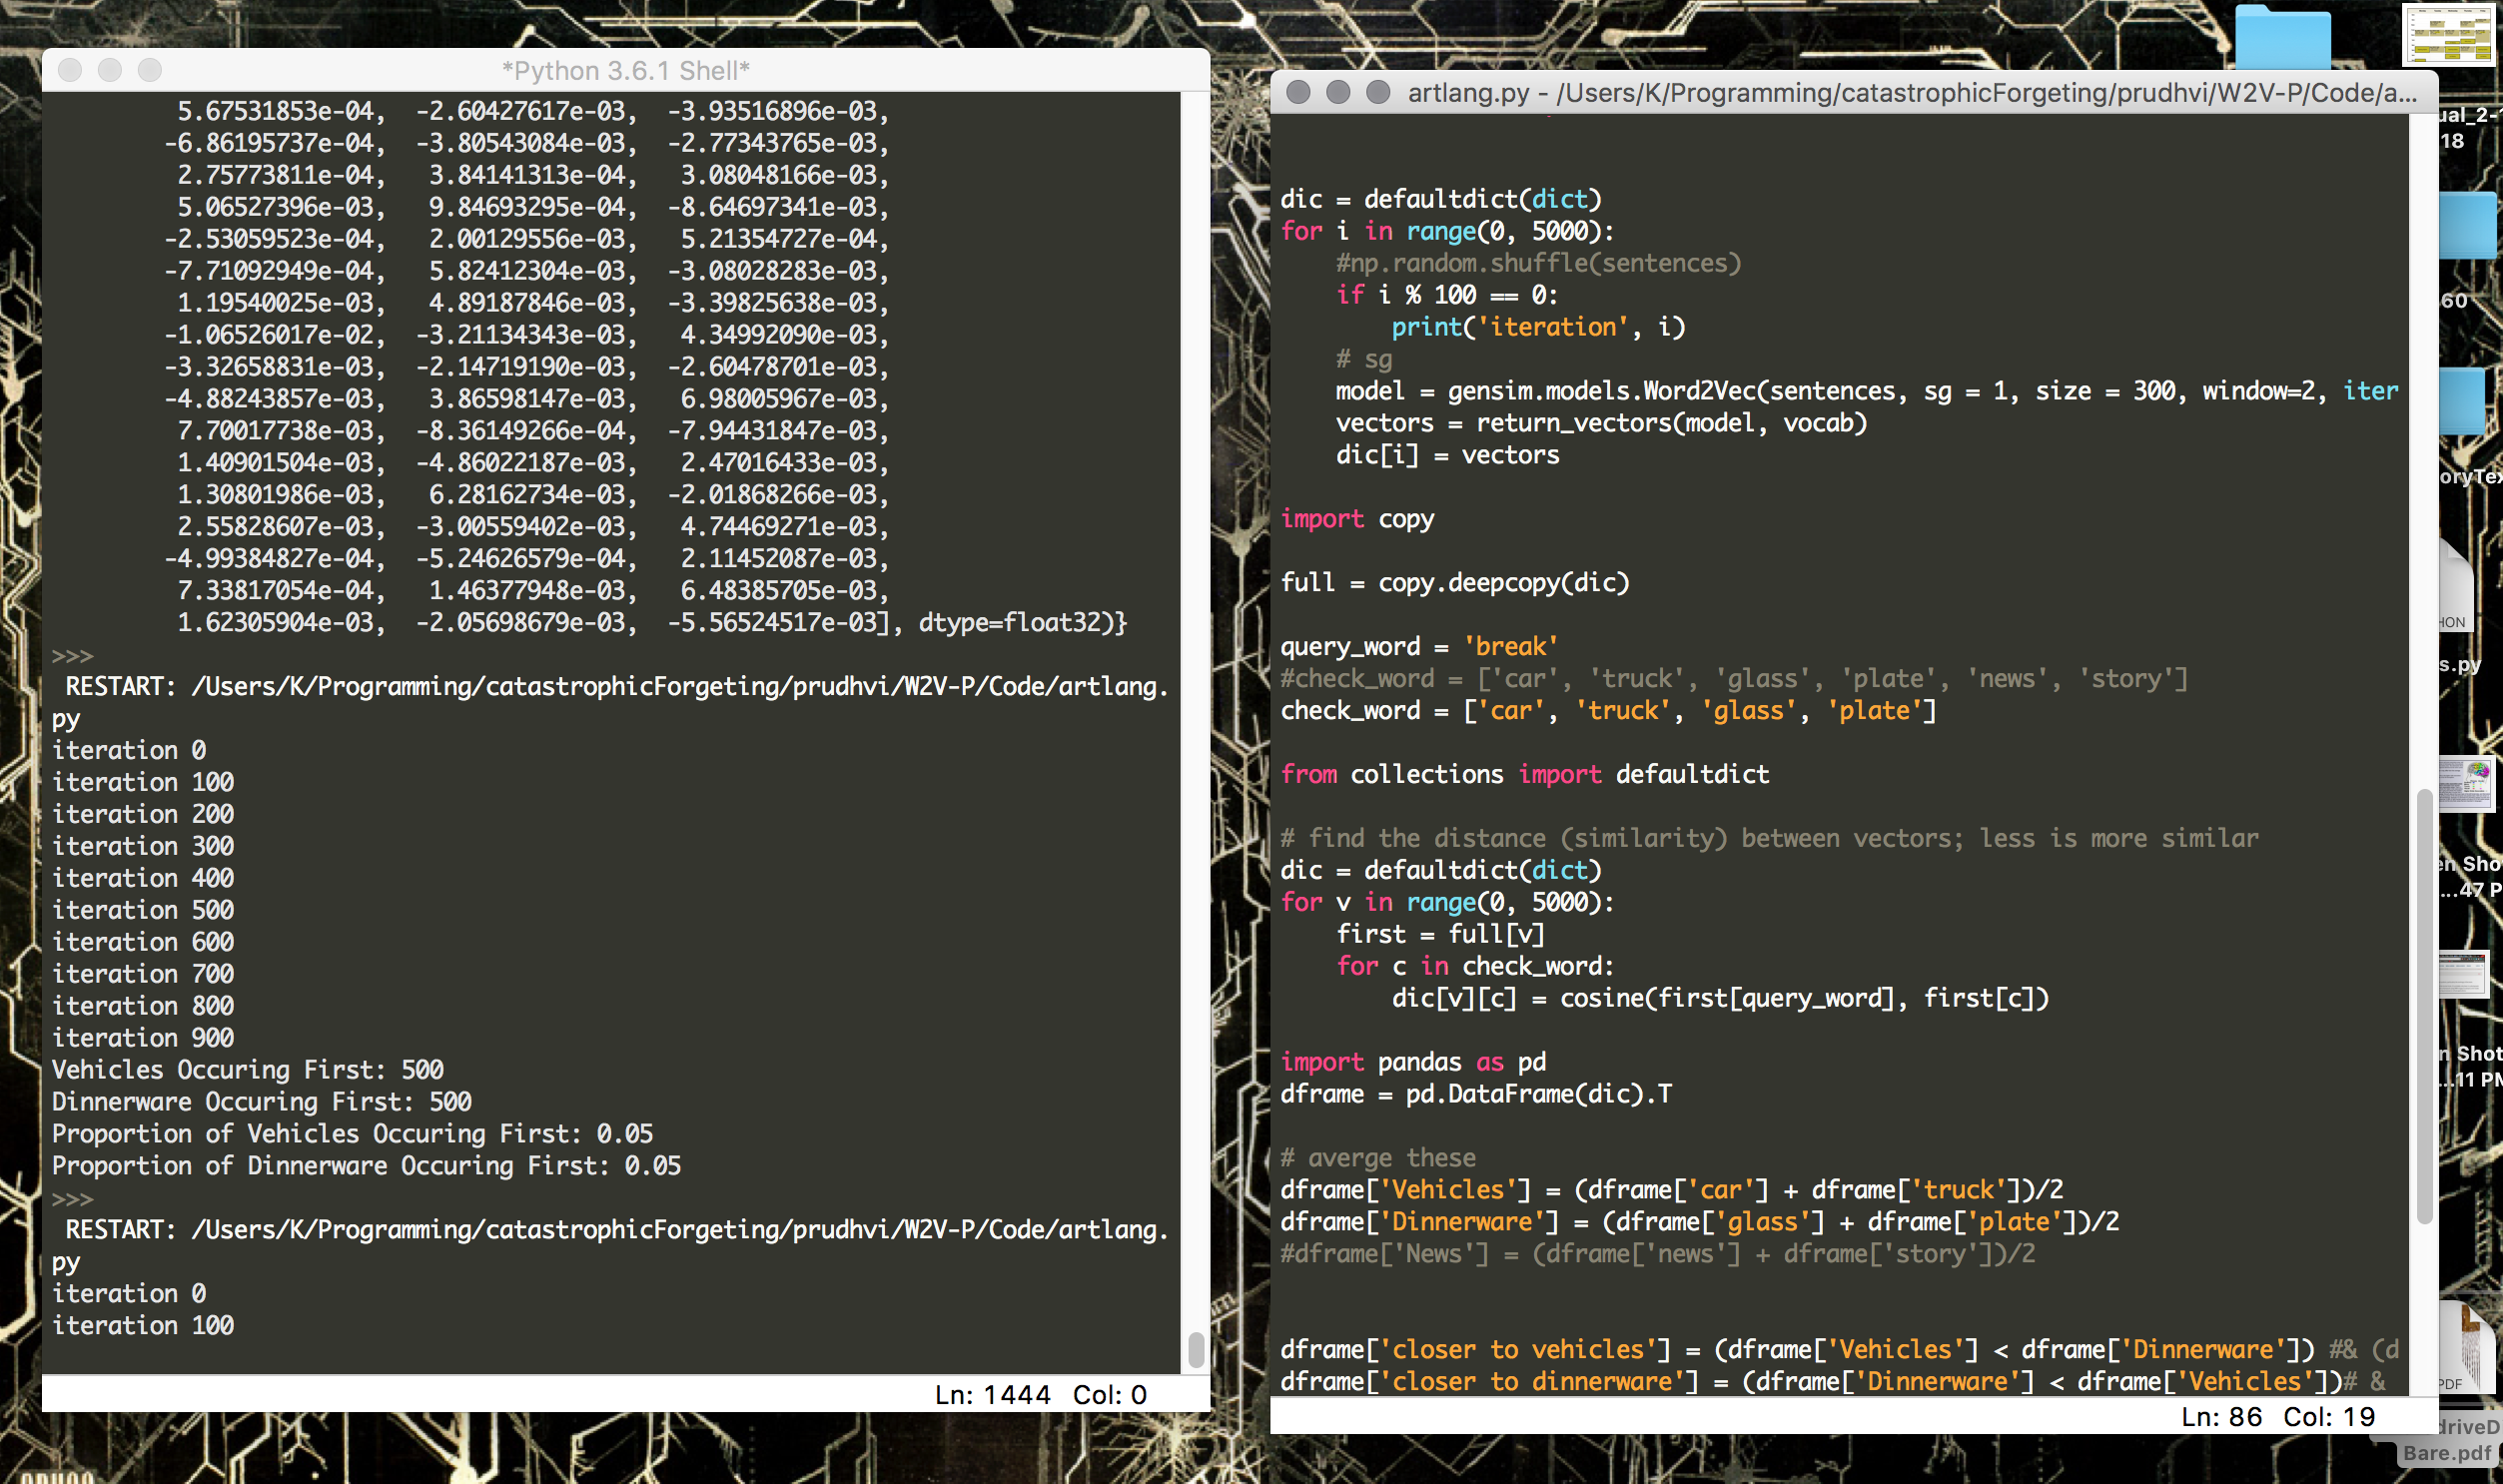 *Python 3.6.1 Shell*
5.67531853e-04, -2.60427617e-03, -3.93516896e-03,
-6.86195737e-04, -3.80543084e-03, -2.77343765e-03,
2.75773811e-04, 3.84141313e-04, 3.08048166e-03,
5.06527396e-03, 9.84693295e-04, -8.64697341e-03,
-2.53059523e-04, 2.00129556e-03, 5.21354727e-04,
-7.71092949e-04, 5.82412304e-03, -3.08028283e-03,
1.19540025e-03, 4.89187846e-03, -3.39825638e-03,
-1.06526017e-02, -3.21134343e-03, 4.34992090e-03,
-3.32658831e-03, -2.14719190e-03, -2.60478701e-03,
-4.88243857e-03, 3.86598147e-03, 6.98005967e-03,
7.70017738e-03, -8.36149266e-04, -7.94431847e-03,
1.40901504e-03, -4.86022187e-03, 2.47016433e-03,
1.30801986e-03, 6.28162734e-03, -2.01868266e-03,
2.55828607e-03, -3.00559402e-03, 4.74469271e-03,
-4.99384827e-04, -5.24626579e-04, 2.11452087e-03,
7.33817054e-04, 1.46377948e-03, 6.48385705e-03,
1.62305904e-03, -2.05698679e-03, -5.56524517e-03], dtype=float32)}
>>>
RESTART: /Users/K/Programming/catastrophicForgeting/prudhvi/W2V-P/Code/artlang.
py
iteration 0
iteration 100
iteration 200
iteration 300
iteration 400
iteration 500
iteration 600
iteration 700
iteration 800
iteration 900
Vehicles Occuring First: 500
Dinnerware Occuring First: 500
Proportion of Vehicles Occuring First: 0.05
Proportion of Dinnerware Occuring First: 0.05
>>>
RESTART: /Users/K/Programming/catastrophicForgeting/prudhvi/W2V-P/Code/artlang.
py
iteration 0
iteration 100
Ln: 1444 Col: 0
artlang.py - /Users/K/Programming/catastrophicForgeting/prudhvi/W2V-P/Code/a...
dic = defaultdict(dict)
for i in range(0, 5000):
#np.random.shuffle(sentences)
if i % 100 == 0:
print('iteration', i)
# sg
model = gensim.models.Word2Vec(sentences, sg = 1, size = 300, window=2, iter
vectors = return_vectors(model, vocab)
dic[i] = vectors
import copy
full = copy.deepcopy(dic)
query_word = 'break'
#check_word = ['car', 'truck', 'glass', 'plate', 'news', 'story']
check_word = ['car', 'truck', 'glass', 'plate']
from collections import defaultdict
# find the distance (similarity) between vectors; less is more similar
dic = defaultdict(dict)
for v in range(0, 5000):
first = full[v]
for c in check_word:
dic[v][c] = cosine(first[query_word], first[c])
import pandas as pd
dframe = pd.DataFrame(dic).T
# averge these
dframe['Vehicles'] = (dframe['car'] + dframe['truck'])/2
dframe['Dinnerware'] = (dframe['glass'] + dframe['plate'])/2
#dframe['News'] = (dframe['news'] + dframe['story'])/2
dframe['closer to vehicles'] = (dframe['Vehicles'] < dframe['Dinnerware']) #& (d
dframe['closer to dinnerware'] = (dframe['Dinnerware'] < dframe['Vehicles'])# &
Ln: 86 Col: 19
ual_2-
18
60
oryTex
HON
s.py
en Sho
...47 P
n Shot
...11 PM
PDF
driveD
Bare.pdf